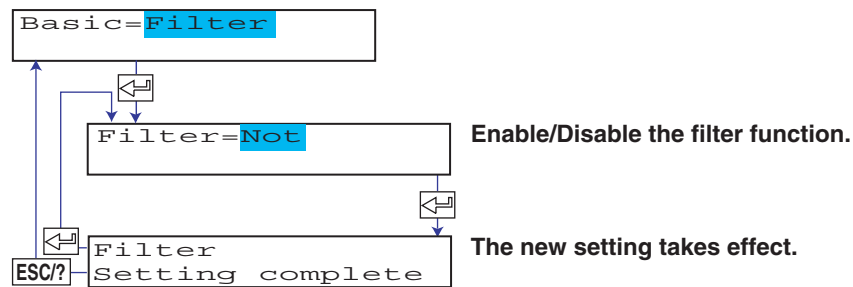 Basic=Filter
Filter=Not
Enable/Disable the filter function.
Filter
Setting complete
The new setting takes effect.
ESC/?